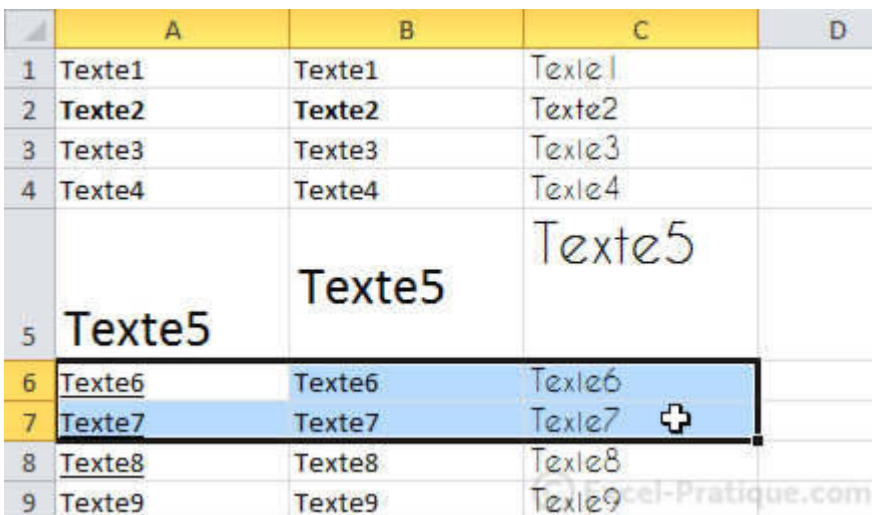 A B C D
1 Texte1 Texte1 Texte1
2 Texte2 Texte2 Texte2
3 Texte3 Texte3 Texte3
4 Texte4 Texte4 Texte4
5 Texte5 Texte5 Texte5
6 Texte6 Texte6 Texte6
7 Texte7 Texte7 Texte7
8 Texte8 Texte8 Texte8
9 Texte9 Texte9 Texte9
(C) Excel-Pratique.com